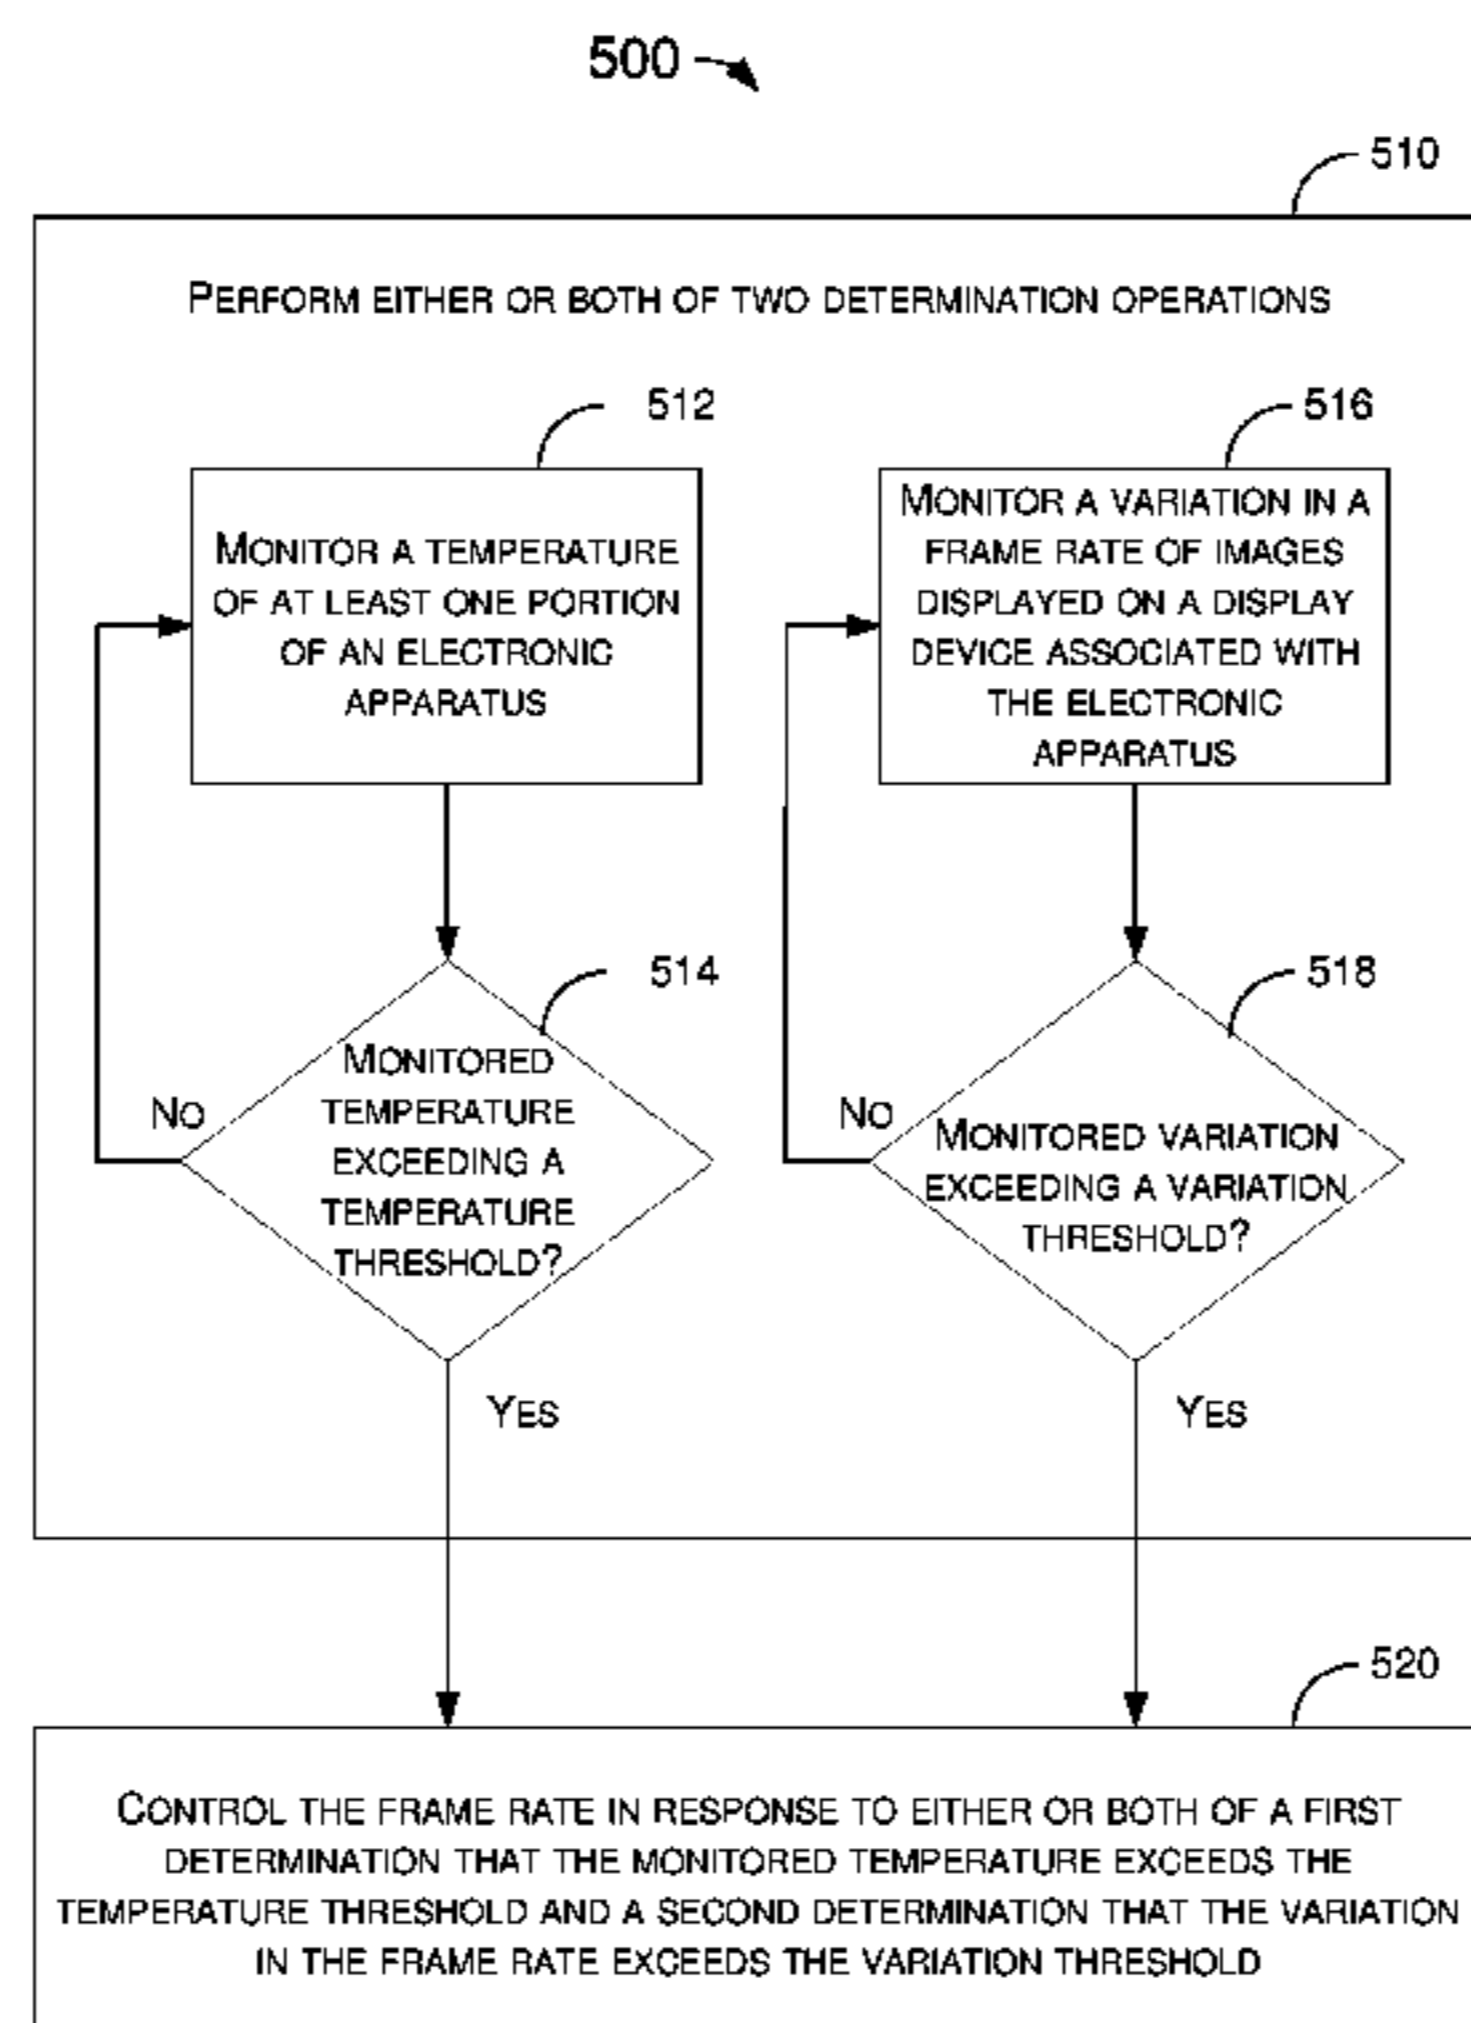 500
510
PERFORM EITHER OR BOTH OF TWO DETERMINATION OPERATIONS
512
MONITOR A TEMPERATURE
OF AT LEAST ONE PORTION
OF AN ELECTRONIC
APPARATUS
516
MONITOR A VARIATION IN A
FRAME RATE OF IMAGES
DISPLAYED ON A DISPLAY
DEVICE ASSOCIATED WITH
THE ELECTRONIC
APPARATUS
514
MONITORED
TEMPERATURE
EXCEEDING A
TEMPERATURE
THRESHOLD?
NO
YES
518
MONITORED VARIATION
EXCEEDING A VARIATION
THRESHOLD?
NO
YES
520
CONTROL THE FRAME RATE IN RESPONSE TO EITHER OR BOTH OF A FIRST
DETERMINATION THAT THE MONITORED TEMPERATURE EXCEEDS THE
TEMPERATURE THRESHOLD AND A SECOND DETERMINATION THAT THE VARIATION
IN THE FRAME RATE EXCEEDS THE VARIATION THRESHOLD